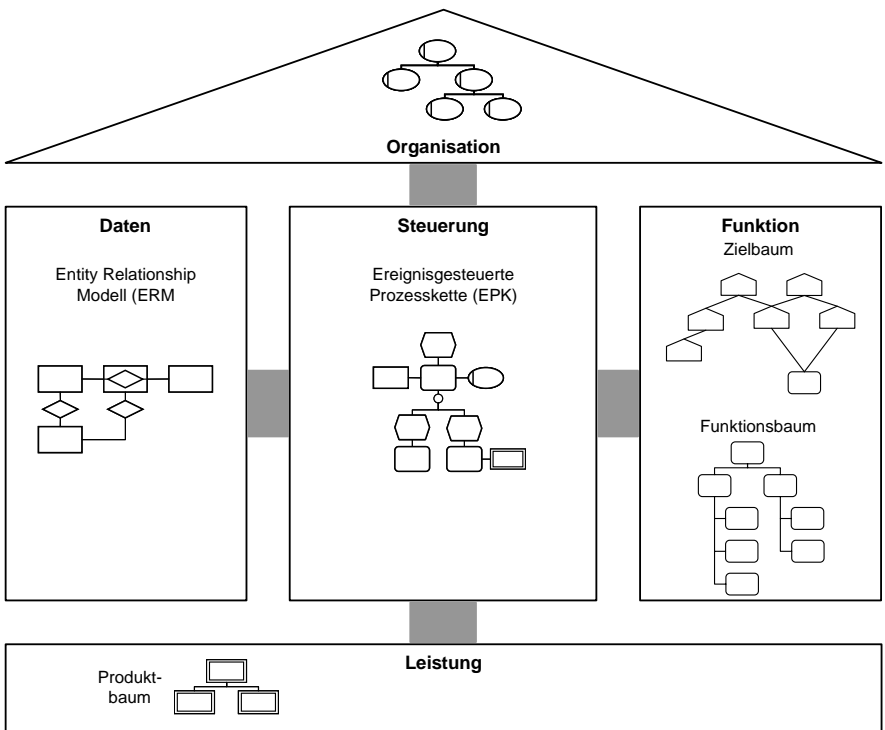 Organisation
Daten
Entity Relationship
Modell (ERM
Steuerung
Ereignisgesteuerte
Prozesskette (EPK)
Funktion
Zielbaum
Funktionsbaum
Leistung
Produkt-
baum